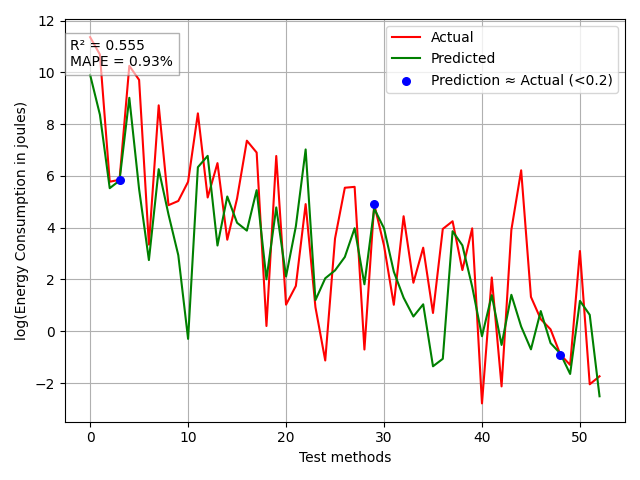 R² = 0.555
MAPE = 0.93%
Actual
Predicted
Prediction ≈ Actual (<0.2)
log(Energy Consumption in joules)
12
10
8
6
4
2
0
−2
0 10 20 30 40 50
Test methods